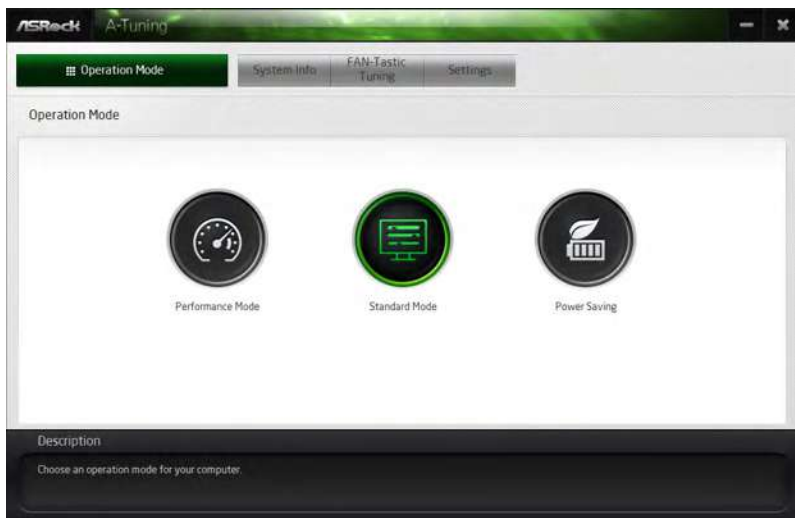 ASRock A-Tuning
Operation Mode System Info FAN-Tastic Tuning Settings
Operation Mode
Performance Mode Standard Mode Power Saving
Description
Choose an operation mode for your computer.